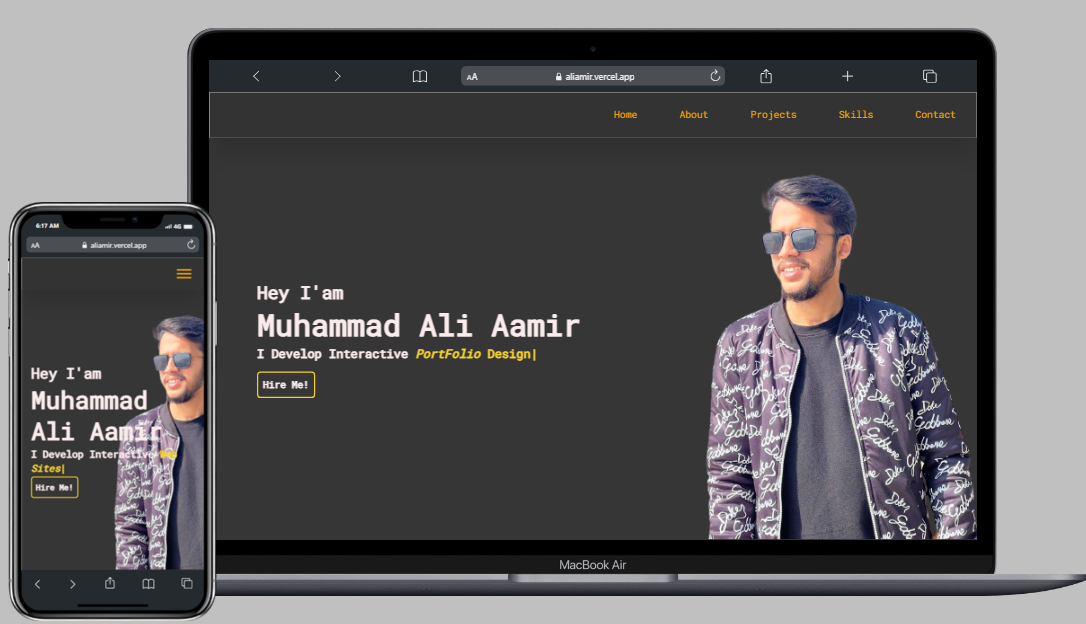 AA aliamir.vercel.app
Home About Projects Skills Contact
Hey I'am
Muhammad Ali Aamir
I Develop Interactive PortFolio Design|
Hire Me!
MacBook Air
6:17 AM 4G
AA aliamir.vercel.app
Hey I'am
Muhammad
Ali Aamir
I Develop Interactive
Sites|
Hire Me!